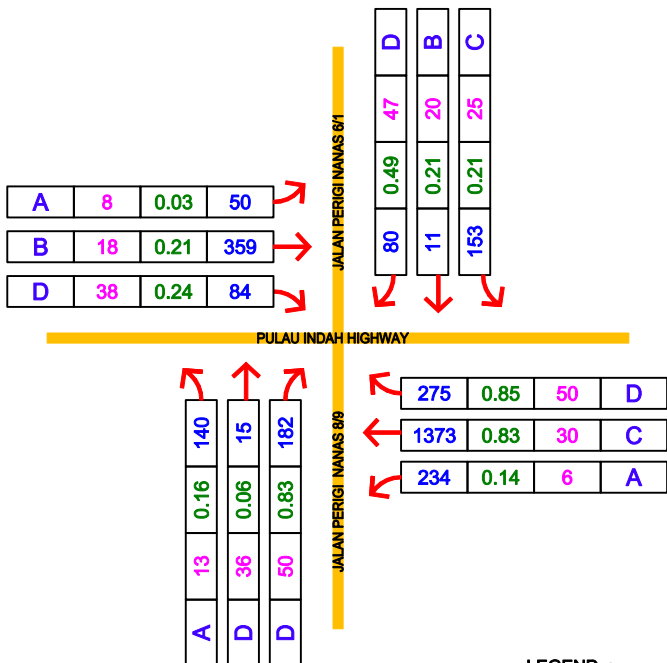 D B C
47 20 25
0.49 0.21 0.21
80 11 153
JALAN PERIGI NANAS 6/1
A 8 0.03 50
B 18 0.21 359
D 38 0.24 84
PULAU INDAH HIGHWAY
275 0.85 50 D
1373 0.83 30 C
234 0.14 6 A
140 15 182
0.16 0.06 0.83
13 36 50
A D D
JALAN PERIGI NANAS 8/9